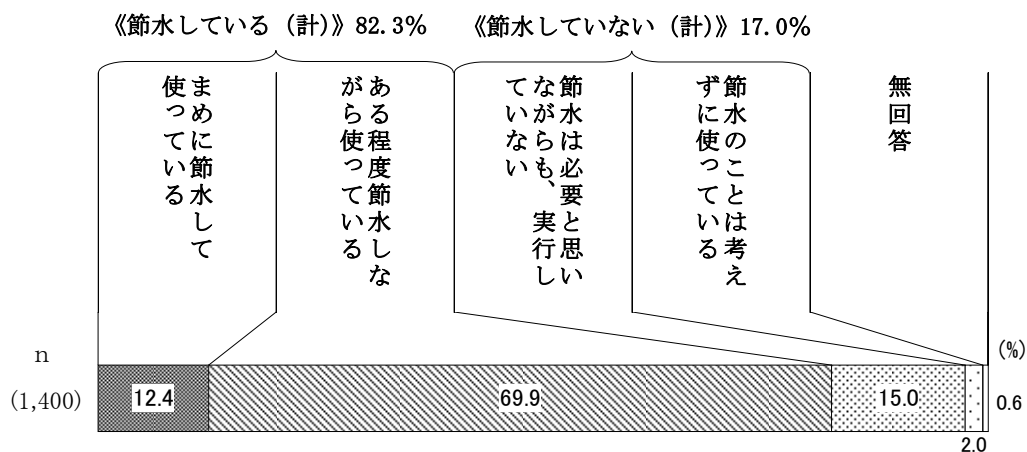 《節水している（計）》82.3％
《節水していない（計）》17.0％
まめに節水して
使っている
ある程度節水しな
がら使っている
節水は必要と思い
ながらも、実行し
ていない
節水のことは考え
ずに使っている
無回答
(%)
n
(1,400)
12.4
69.9
15.0
2.0
0.6